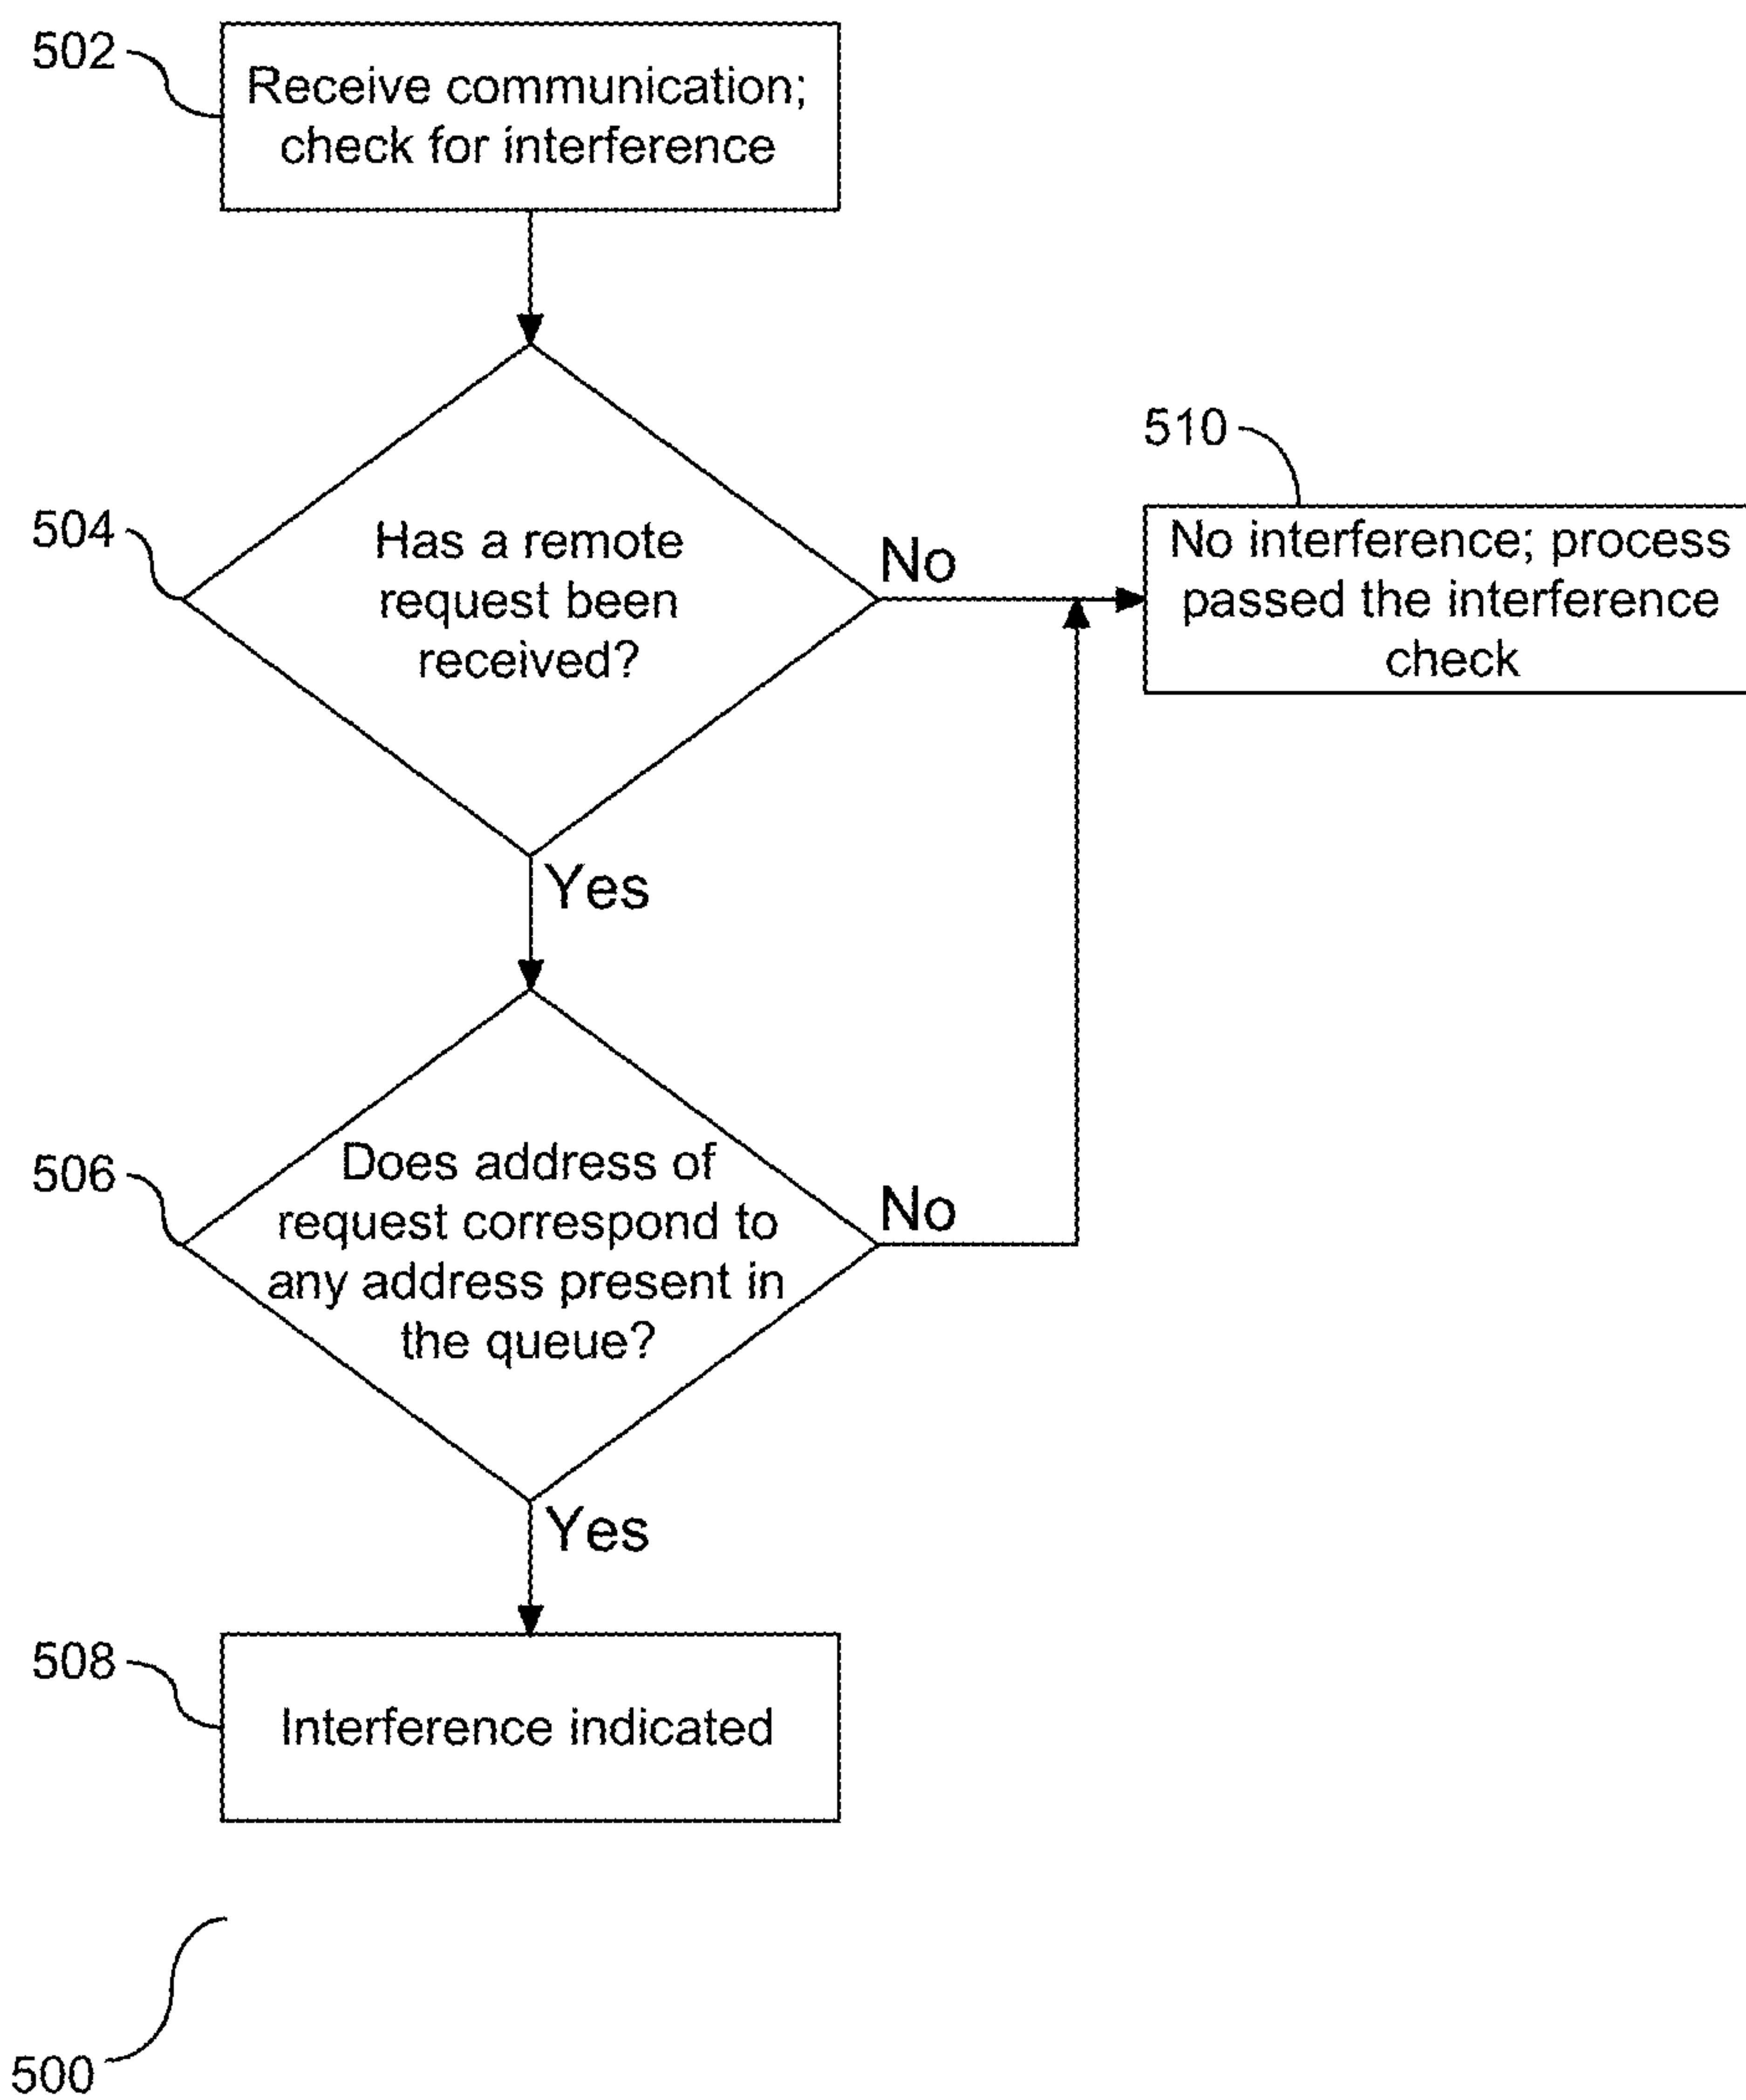 502
Receive communication;
check for interference
504
Has a remote
request been
received?
No
510
No interference; process
passed the interference
check
Yes
506
Does address of
request correspond to
any address present in
the queue?
No
Yes
508
Interference indicated
500